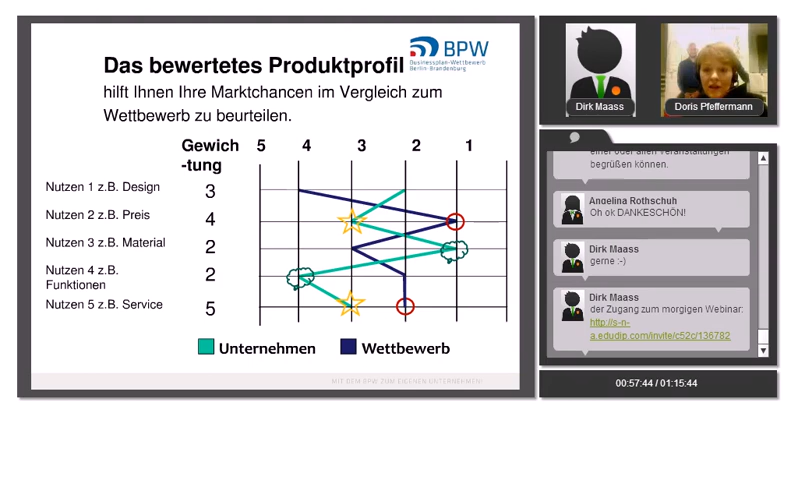 BPW
Businessplan-Wettbewerb
Berlin-Brandenburg
Das bewertetes Produktprofil
hilft Ihnen Ihre Marktchancen im Vergleich zum
Wettbewerb zu beurteilen.
Gewich
-tung
5 4 3 2 1
Nutzen 1 z.B. Design 3
Nutzen 2 z.B. Preis 4
Nutzen 3 z.B. Material 2
Nutzen 4 z.B.
Funktionen 2
Nutzen 5 z.B. Service 5
Unternehmen Wettbewerb
MIT DEM BPW ZUM EIGENEN UNTERNEHMEN!
Dirk Maass
Doris Pfeffermann
einer oder allen Veranstaltungen
begrüßen können.
Angelina Rothschuh
Oh ok DANKESCHÖN!
Dirk Maass
gerne :-)
Dirk Maass
der Zugang zum morgigen Webinar:
http://s-n-
a.edudip.com/invite/c52c/136782
00:57:44 / 01:15:44